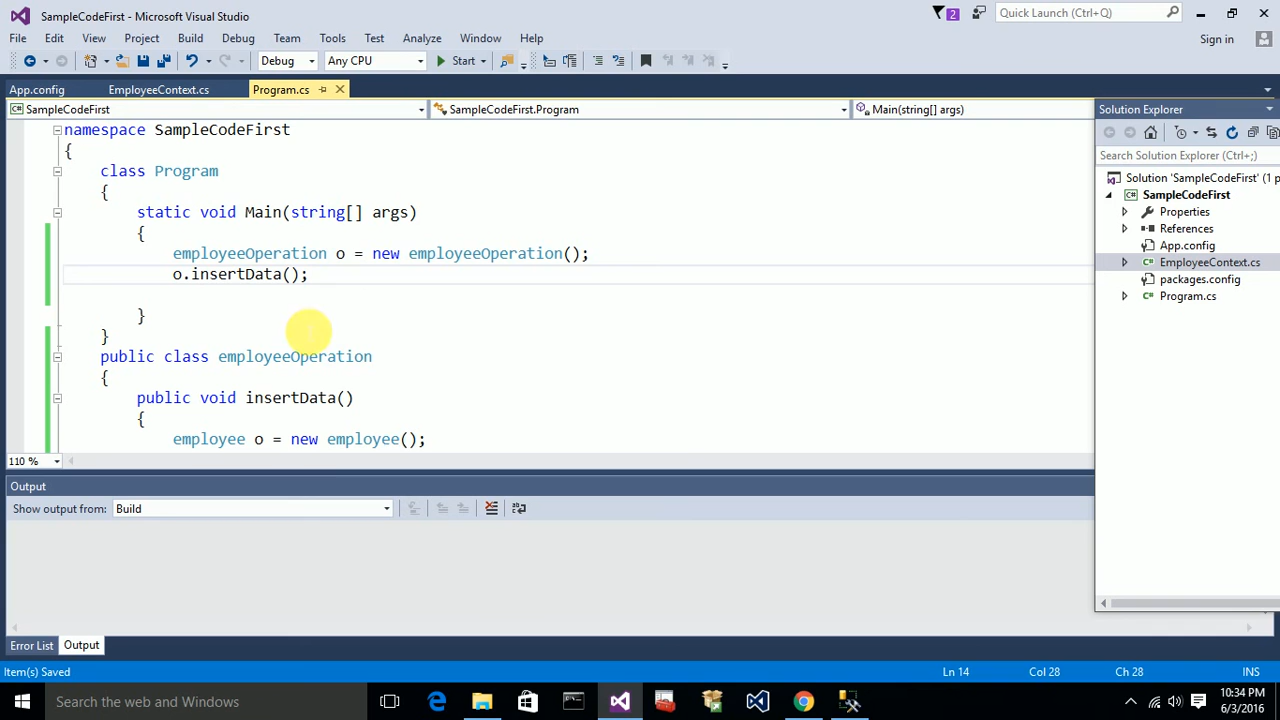 SampleCodeFirst - Microsoft Visual Studio
2
Quick Launch (Ctrl+Q)
File Edit View Project Build Debug Team Tools Test Analyze Window Help
Sign in
Debug Any CPU Start
App.config EmployeeContext.cs Program.cs
SampleCodeFirst SampleCodeFirst.Program Main(string[] args)
namespace SampleCodeFirst
{
class Program
{
static void Main(string[] args)
{
employeeOperation o = new employeeOperation();
o.insertData();
}
}
public class employeeOperation
{
public void insertData()
{
employee o = new employee();
110 %
Solution Explorer
Search Solution Explorer (Ctrl+;)
Solution 'SampleCodeFirst' (1 p
SampleCodeFirst
Properties
References
App.config
EmployeeContext.cs
packages.config
Program.cs
Output
Show output from: Build
Error List Output
Item(s) Saved Ln 14 Col 28 Ch 28 INS
Search the web and Windows
10:34 PM
6/3/2016